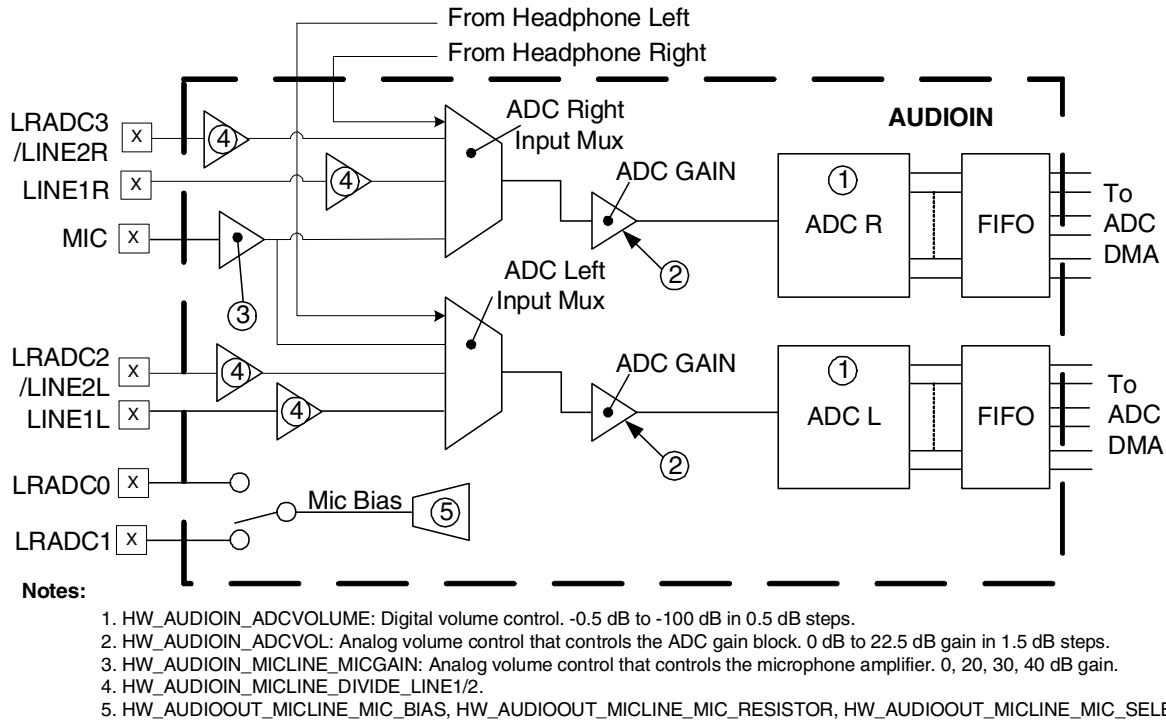 From Headphone Left
From Headphone Right
LRADC3
/LINE2R
X
4
ADC Right
Input Mux
AUDIOIN
LINE1R
X
4
ADC GAIN
1
ADC R
FIFO
To
ADC
DMA
MIC
X
3
2
ADC Left
Input Mux
LRADC2
/LINE2L
X
4
ADC GAIN
1
ADC L
FIFO
To
ADC
DMA
LINE1L
X
4
2
LRADC0
X
Mic Bias
5
LRADC1
X
Notes:
1. HW_AUDIOIN_ADCVOLUME: Digital volume control. -0.5 dB to -100 dB in 0.5 dB steps.
2. HW_AUDIOIN_ADCVOL: Analog volume control that controls the ADC gain block. 0 dB to 22.5 dB gain in 1.5 dB steps.
3. HW_AUDIOIN_MICLINE_MICGAIN: Analog volume control that controls the microphone amplifier. 0, 20, 30, 40 dB gain.
4. HW_AUDIOIN_MICLINE_DIVIDE_LINE1/2.
5. HW_AUDIOOUT_MICLINE_MIC_BIAS, HW_AUDIOOUT_MICLINE_MIC_RESISTOR, HW_AUDIOOUT_MICLINE_MIC_SELE